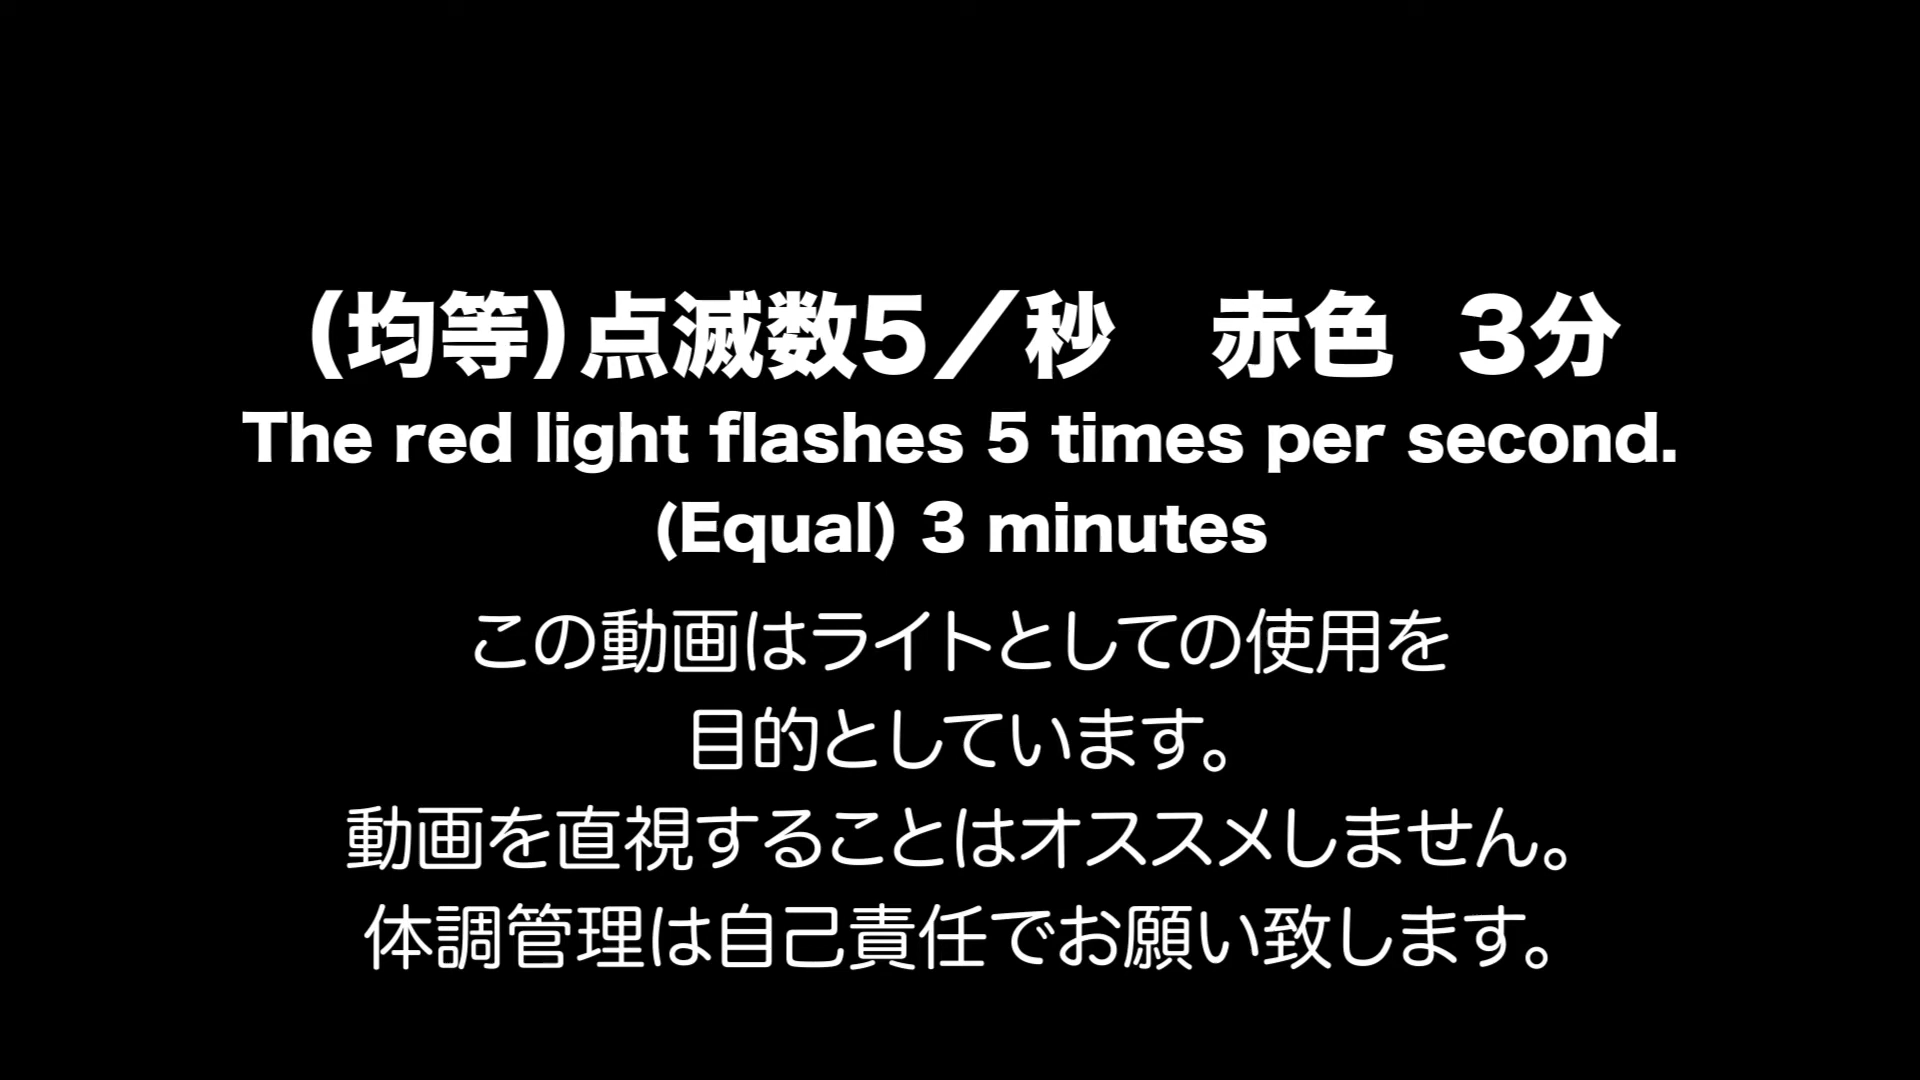 (均等)点滅数5／秒　赤色　3分
The red light flashes 5 times per second.
(Equal) 3 minutes
この動画はライトとしての使用を
目的としています。
動画を直視することはオススメしません。
体調管理は自己責任でお願い致します。